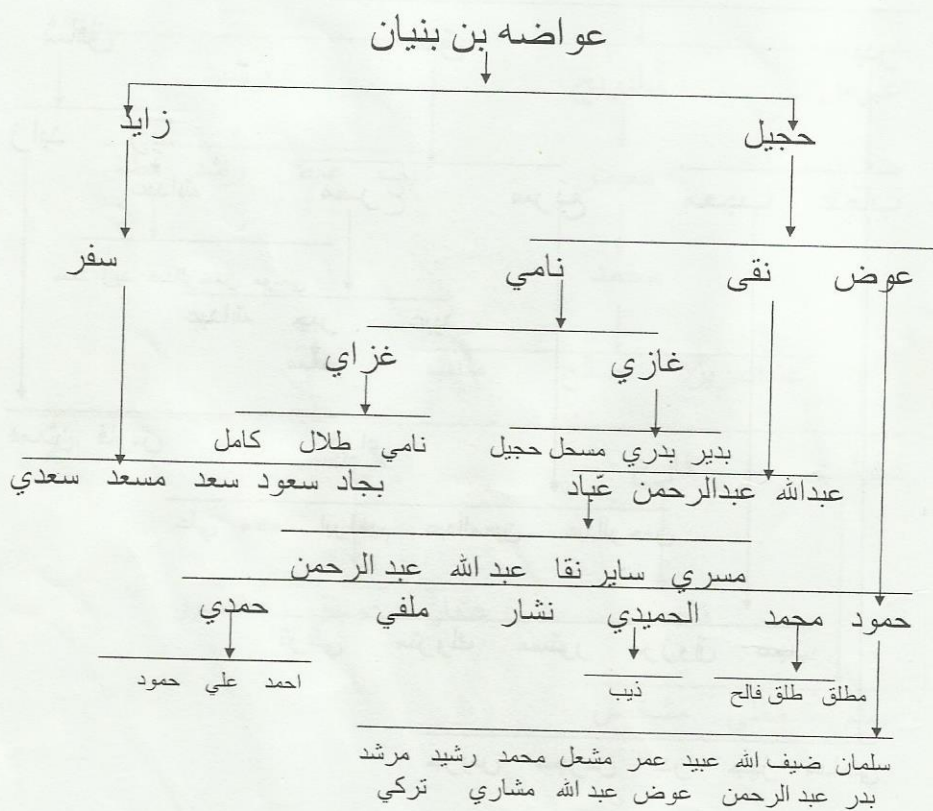 عواضه بن بنيان
حجيل زايد
عوض نقى نامي سفر
غازي غزاي
بدير بدري مسحل حجيل نامي طلال كامل
عبدالله عبدالرحمن عّباد بجاد سعود سعد مسعد سعدي
مسري ساير نقا عبد الله عبد الرحمن
حمود محمد الحميدي نشار ملفي حمدي
مطلق طلق فالح ذيب احمد علي حمود
سلمان ضيف الله عبيد عمر مشعل محمد رشيد مرشد
بدر عبد الرحمن عوض عبد الله مشاري تركي